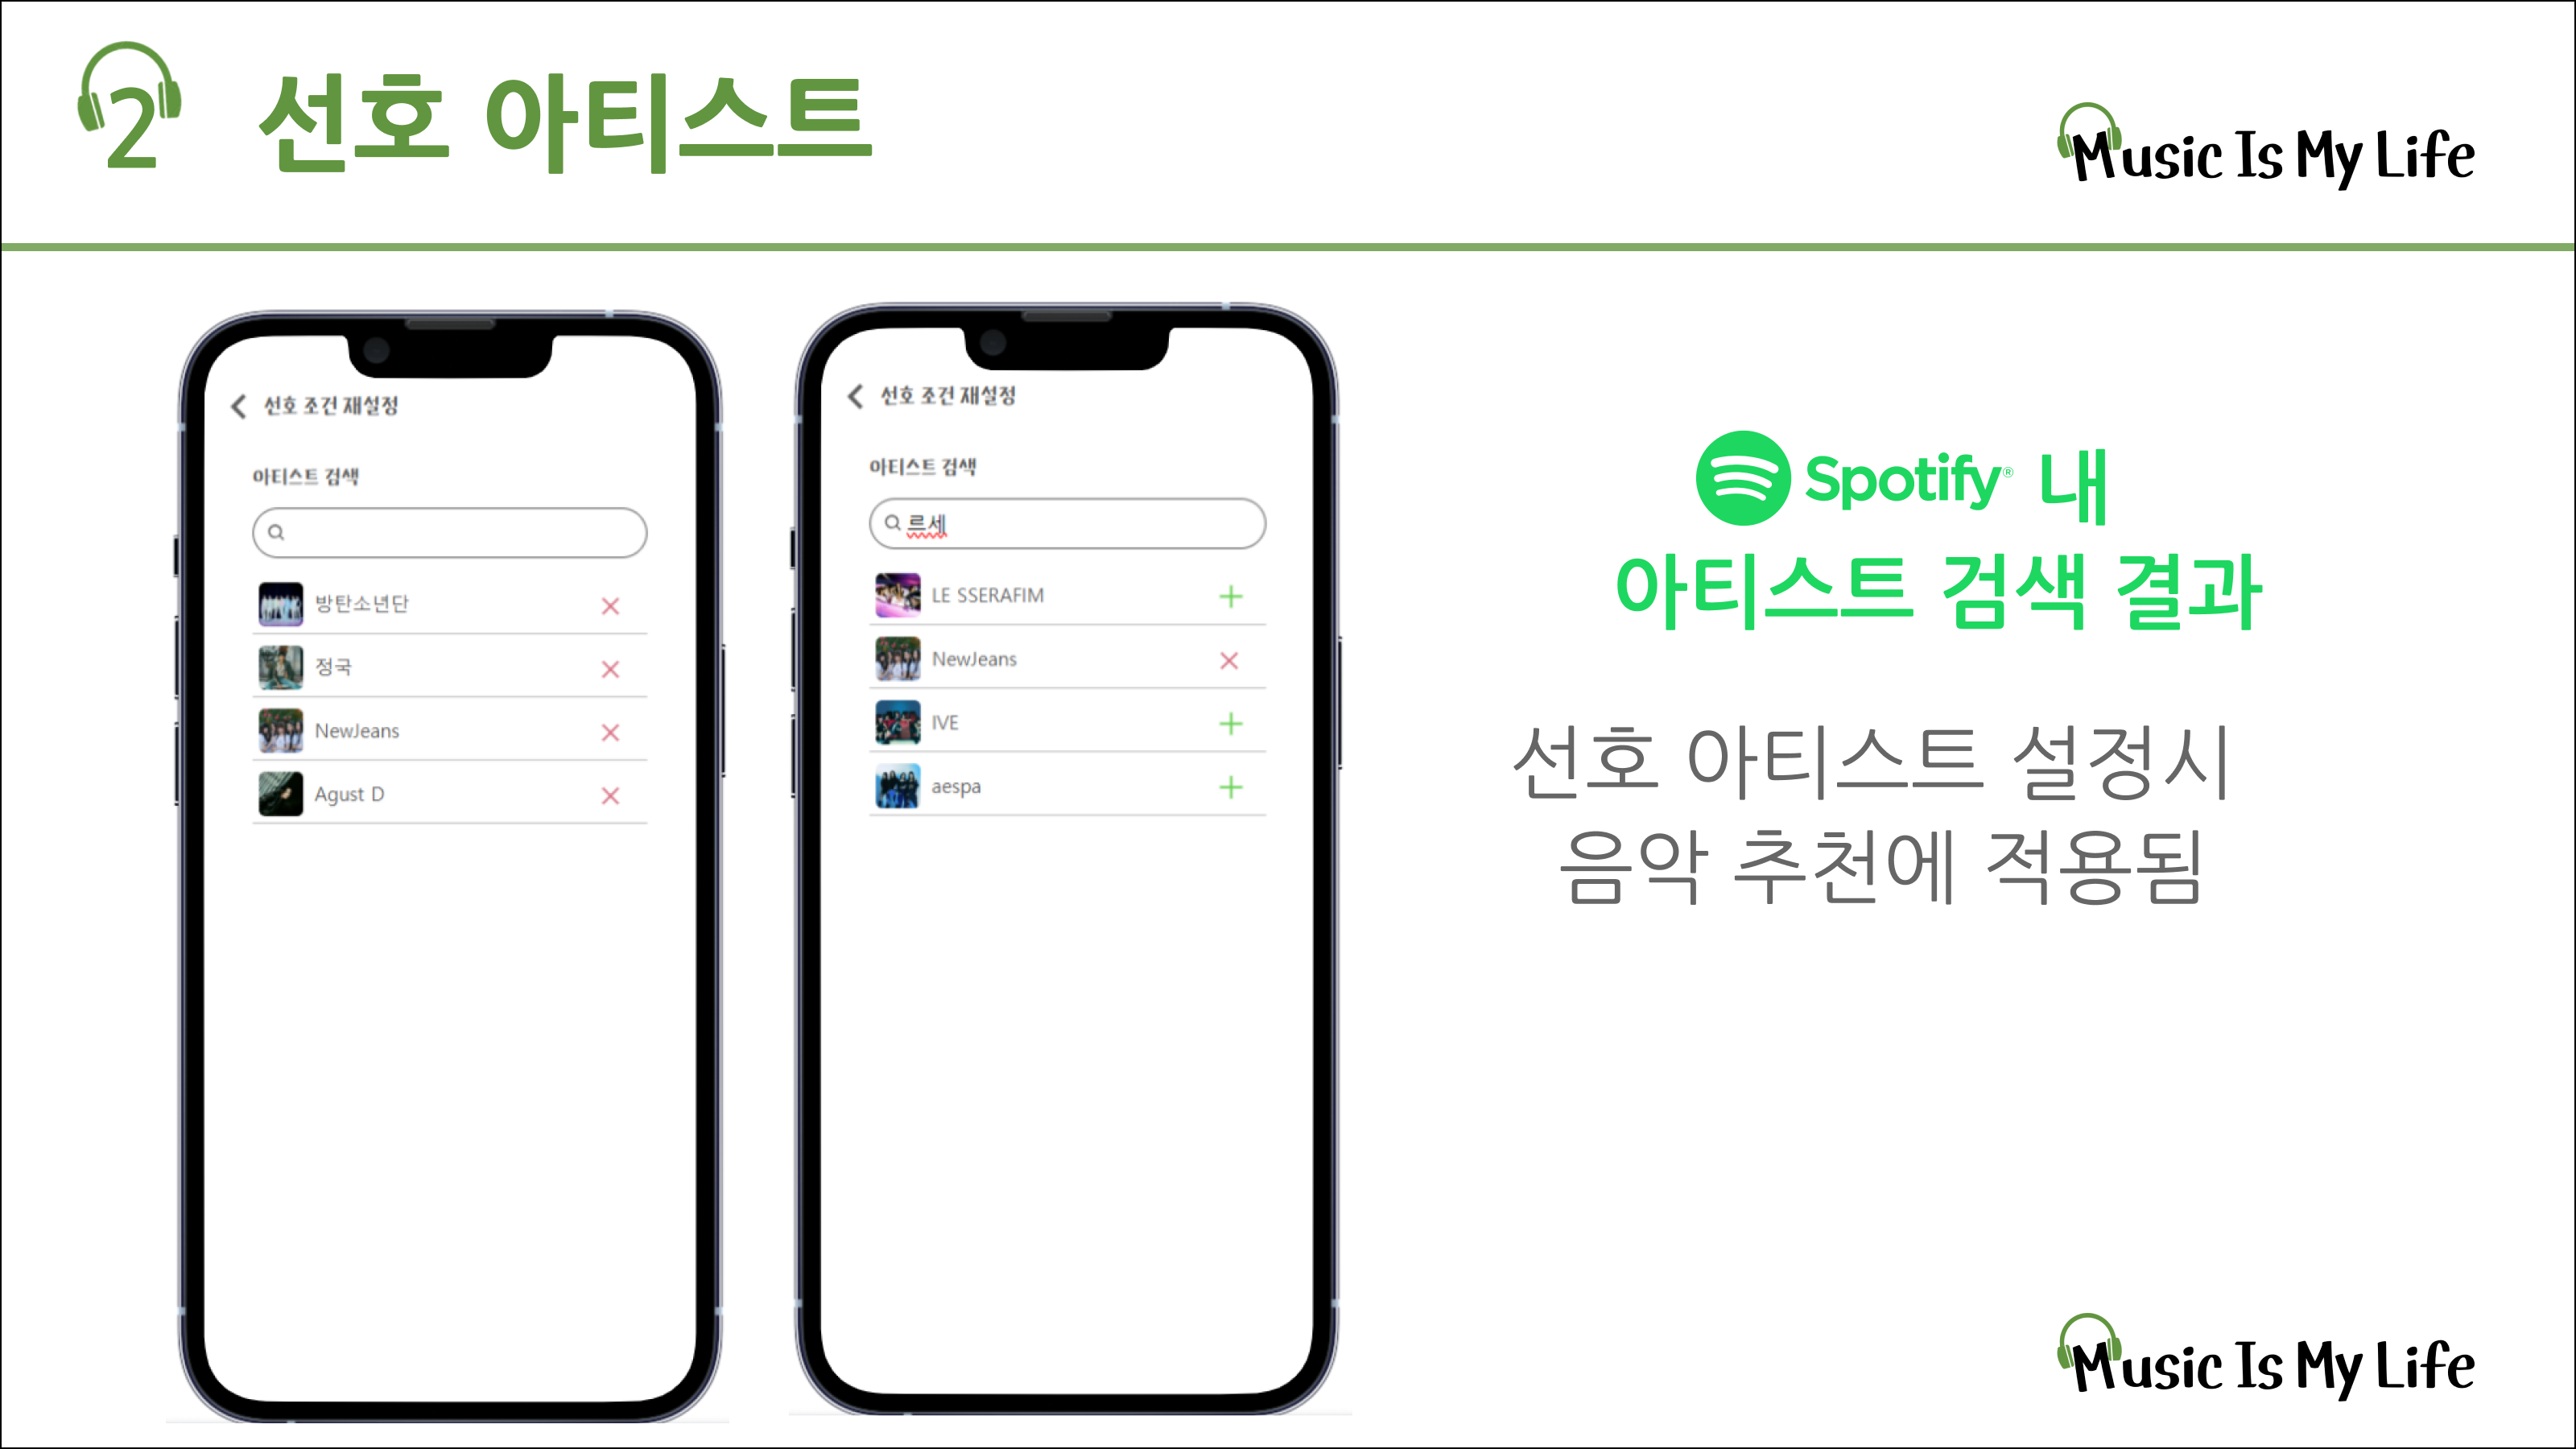 2 선호 아티스트
Music Is My Life
선호 조건 재설정
아티스트 검색
방탄소년단
정국
NewJeans
Agust D
선호 조건 재설정
아티스트 검색
르세
LE SSERAFIM
NewJeans
IVE
aespa
Spotify® 내
아티스트 검색 결과
선호 아티스트 설정시
음악 추천에 적용됨
Music Is My Life